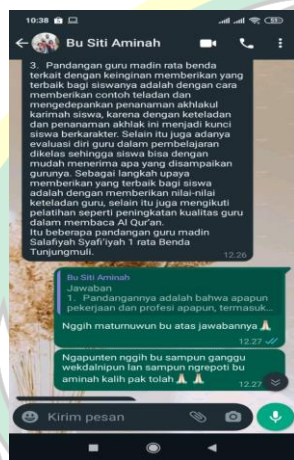 10:38
53
Bu Siti Aminah
3. Pandangan guru madin rata benda
terkait dengan keinginan memberikan yang
terbaik bagi siswanya adalah dengan cara
memberikan contoh teladan dan
mengedepankan penanaman akhlakul
karimah siswa, karena dengan keteladan
dan penanaman akhlak ini menjadi kunci
siswa berkarakter. Selain itu juga adanya
evaluasi diri guru dalam pembelajaran
dikelas sehingga siswa bisa dengan
mudah menerima apa yang disampaikan
gurunya. Sebagai langkah upaya
memberikan yang terbaik bagi siswa
adalah dengan memberikan nilai-nilai
keteladan guru, selain itu juga mengikuti
pelatihan seperti peningkatan kualitas guru
dalam membaca Al Qur'an.
Itu beberapa pandangan guru madin
Salafiyah Syafi'iyah 1 rata Benda
Tunjungmuli.
12.26
Bu Siti Aminah
Jawaban
1. Pandangannya adalah bahwa apapun
pekerjaan dan profesi apapun, termasuk...
Nggih maturnuwun bu atas jawabannya 🙏
12.27
Ngapunten nggih bu sampun ganggu
wekdalnipun lan sampun ngrepoti bu
aminah kalih pak tolah 🙏 🙏
12.27
Kirim pesan